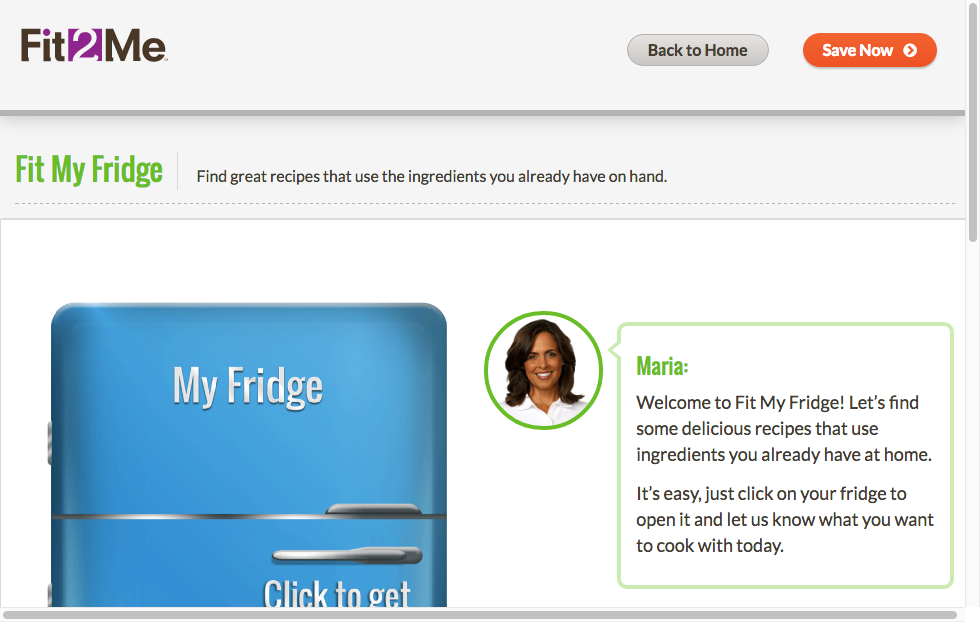 Fit2Me
Back to Home
Save Now
Fit My Fridge
Find great recipes that use the ingredients you already have on hand.
My Fridge
Click to get
Maria:
Welcome to Fit My Fridge! Let's find
some delicious recipes that use
ingredients you already have at home.
It's easy, just click on your fridge to
open it and let us know what you want
to cook with today.